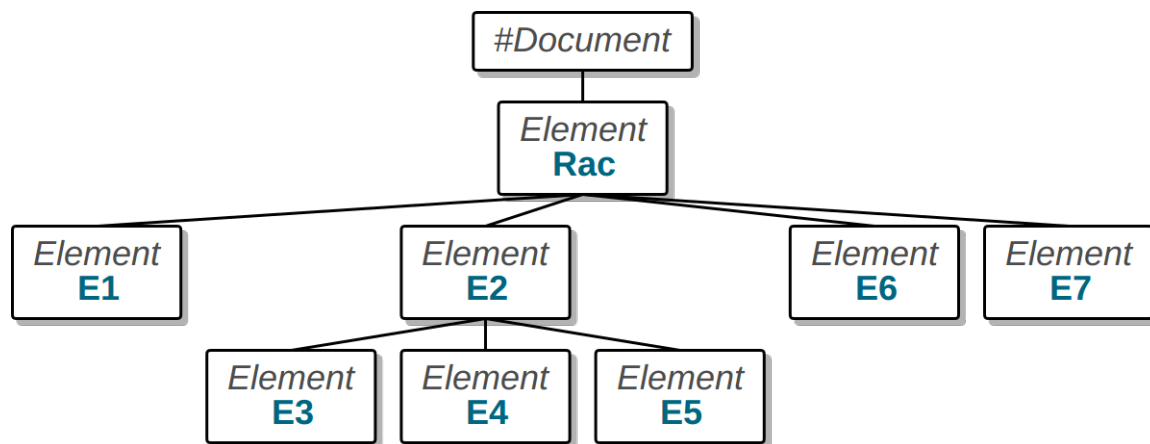 #Document
Element
Rac
Element
E1
Element
E2
Element
E6
Element
E7
Element
E3
Element
E4
Element
E5